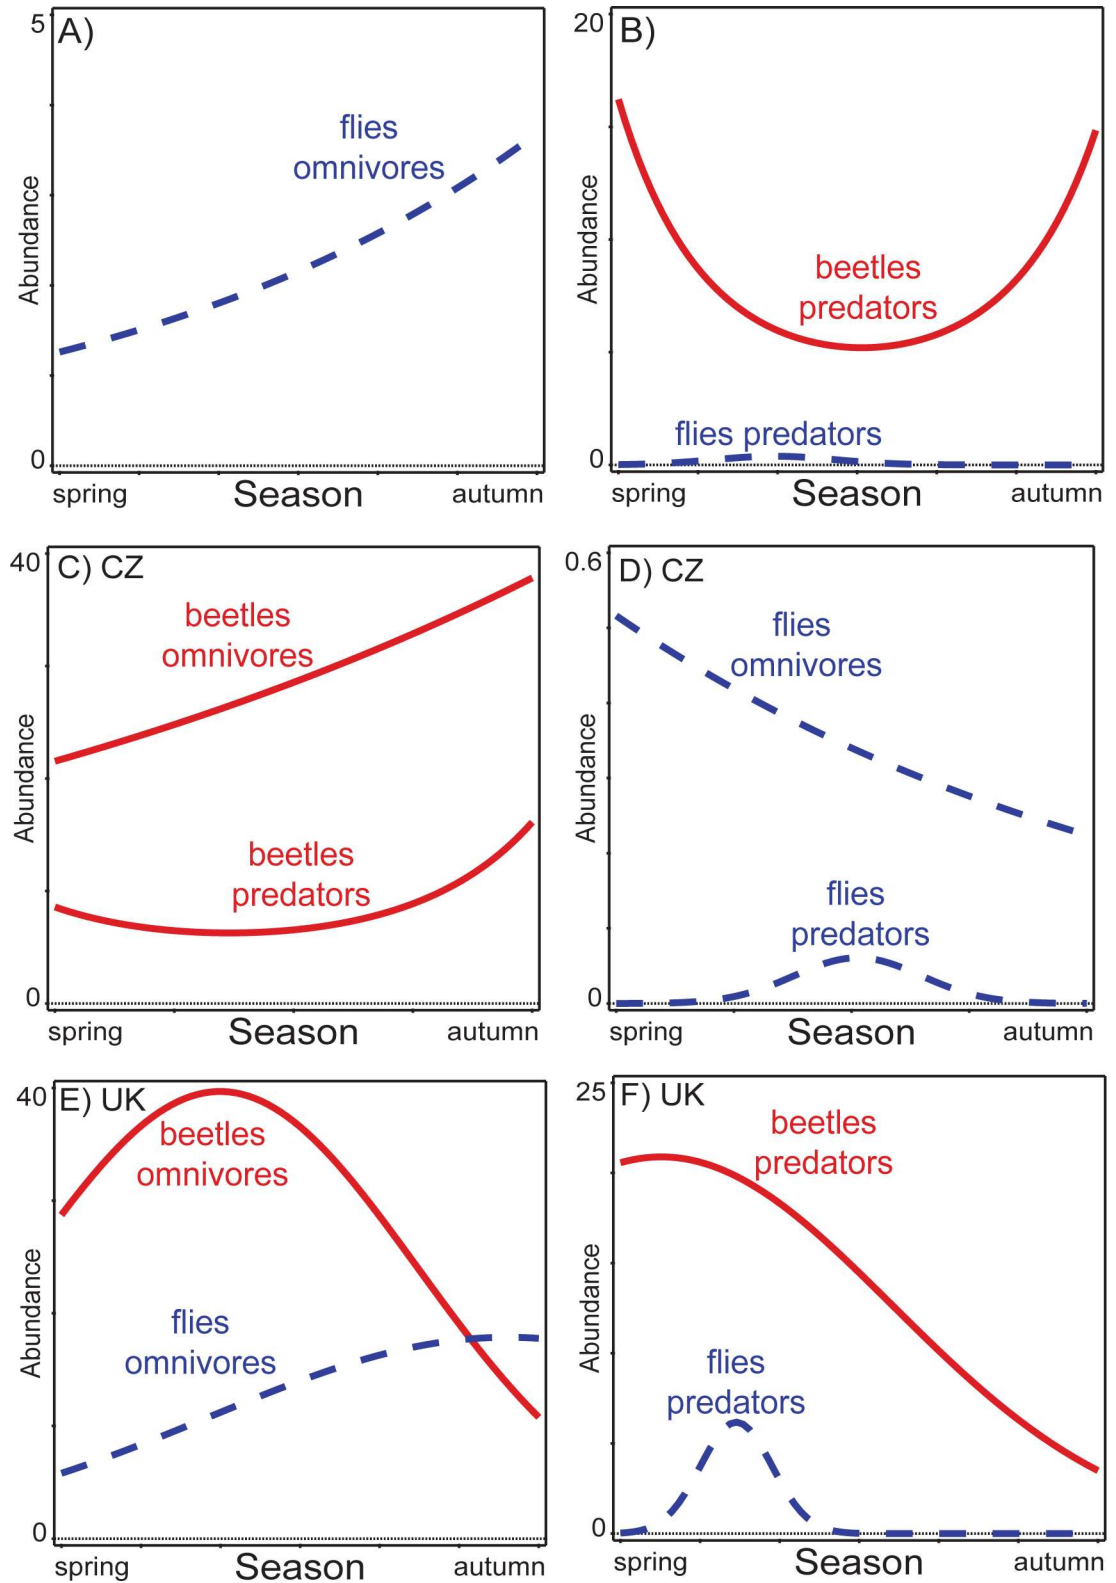 5
A)
flies
omnivores
Abundance
0
spring
Season
autumn
20
B)
beetles
predators
Abundance
flies predators
0
spring
Season
autumn
40
C) CZ
beetles
omnivores
Abundance
beetles
predators
0
spring
Season
autumn
0.6
D) CZ
flies
omnivores
Abundance
flies
predators
0
spring
Season
autumn
40
E) UK
beetles
omnivores
Abundance
flies
omnivores
0
spring
Season
autumn
25
F) UK
beetles
predators
Abundance
flies
predators
0
spring
Season
autumn